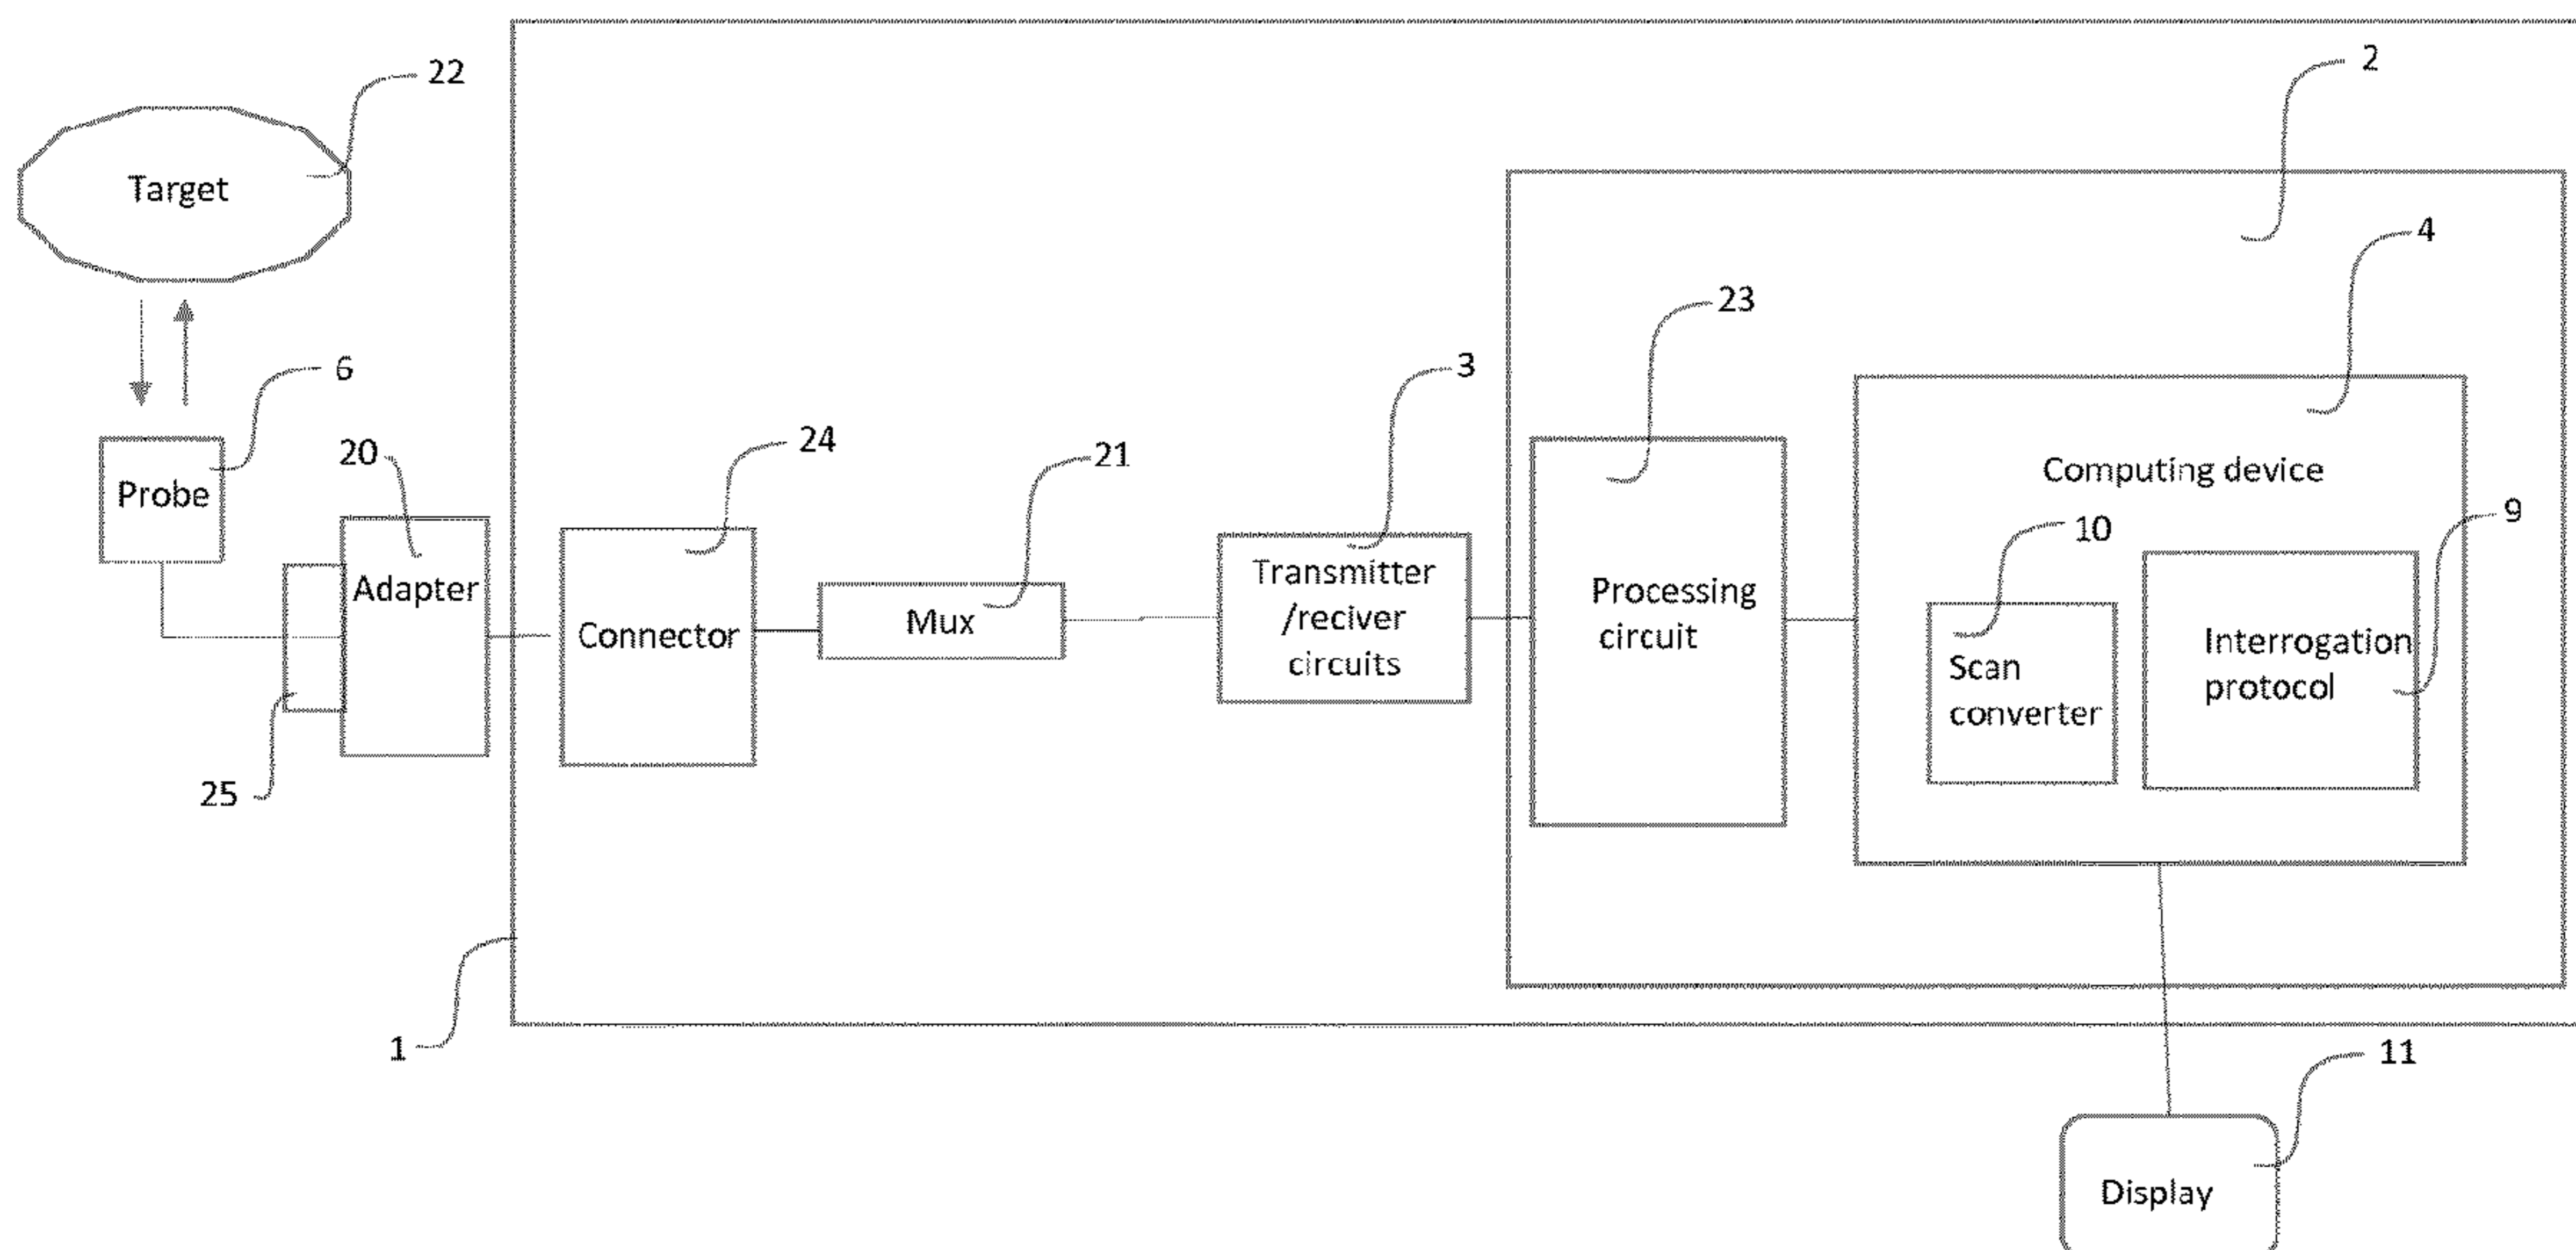 22
2
Target
4
23
6
3
20
24
21
Probe
Computing device
9
10
Adapter
Connector
Mux
Transmitter
/reciver
circuits
Processing
circuit
Scan
converter
Interrogation
protocol
25
1
11
Display